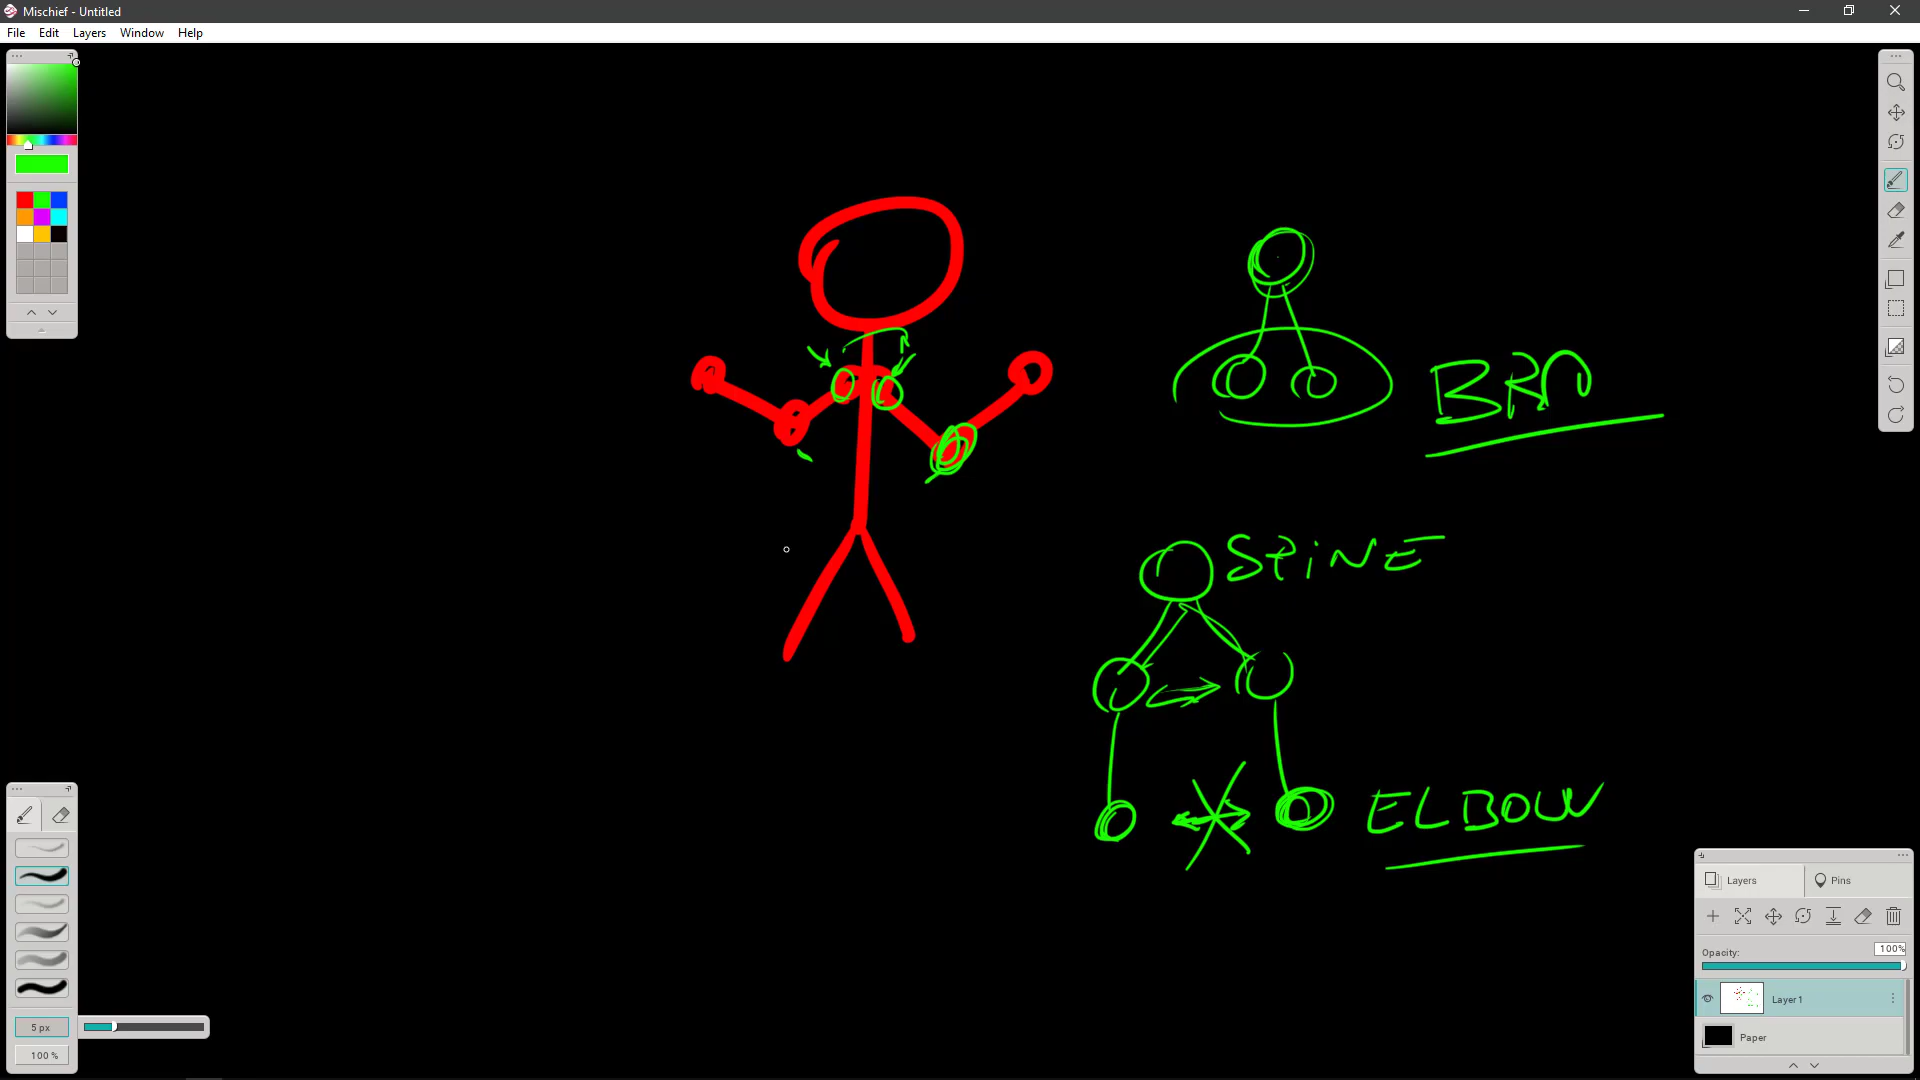 Mischief - Untitled
File Edit Layers Window Help
SPINE
ELBOW
5 px
100 %
Layers Pins
Opacity: 100%
Layer 1
Paper